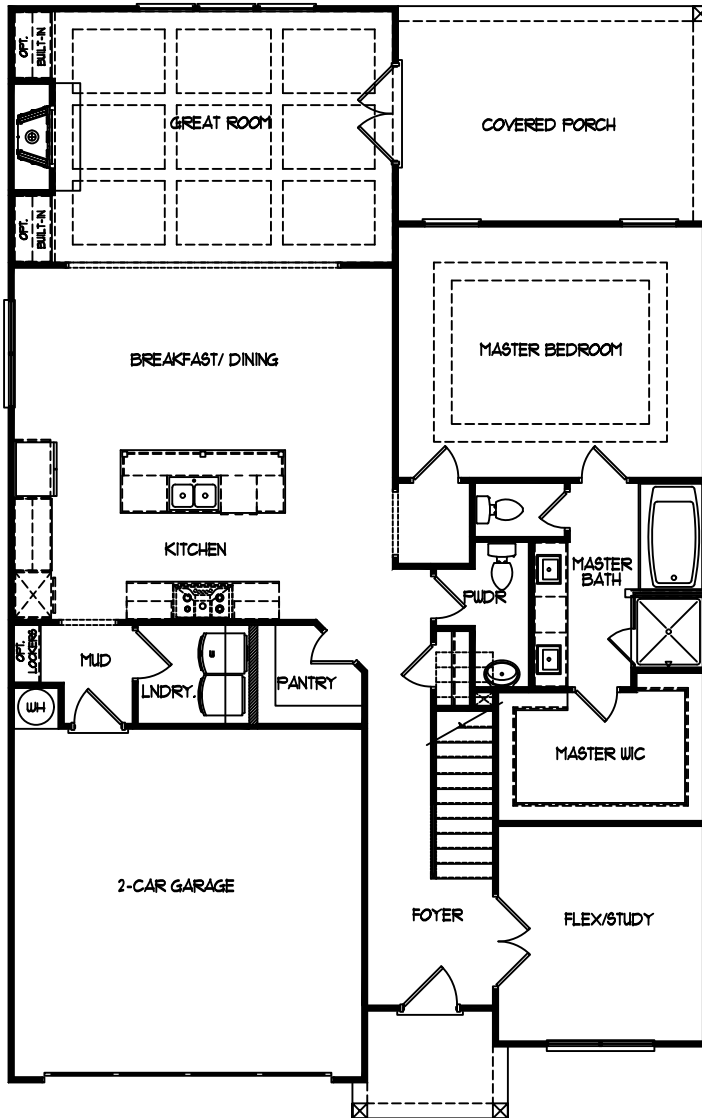 OPT.
BUILT-IN
GREAT ROOM
COVERED PORCH
OPT.
BUILT-IN
BREAKFAST/ DINING
MASTER BEDROOM
KITCHEN
MASTER
BATH
PWDR
OPT.
LOCKERS
MUD
LNDRY.
PANTRY
WH
MASTER WIC
2-CAR GARAGE
FOYER
FLEX/STUDY